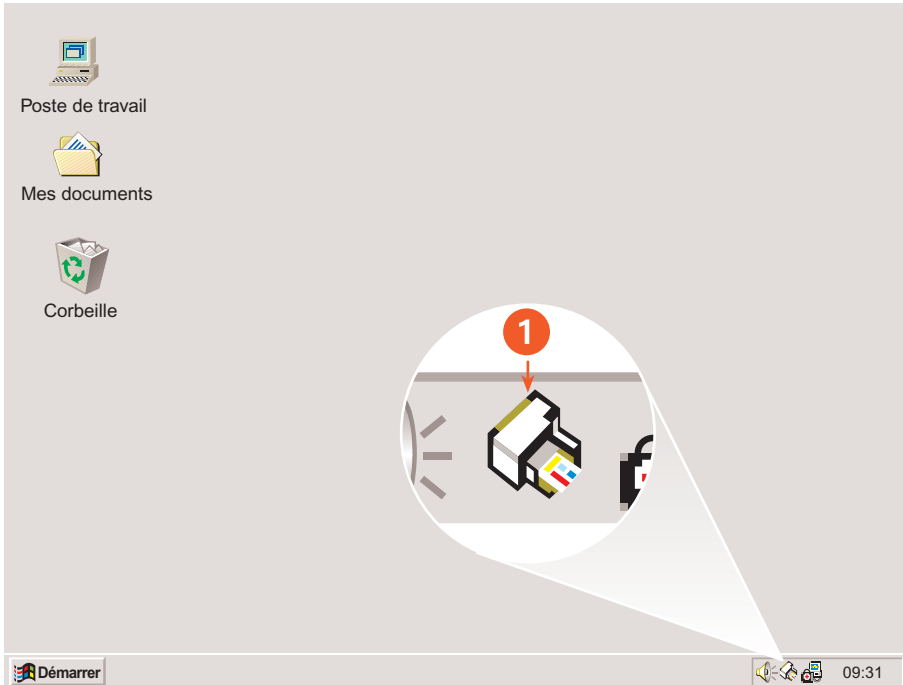 Poste de travail
Mes documents
Corbeille
1
Démarrer
09:31